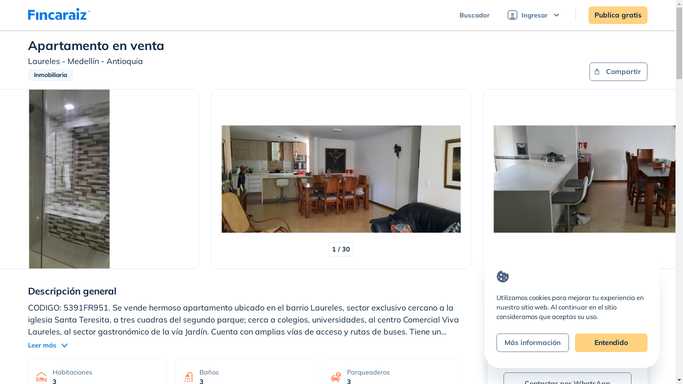 Fincaraiz
Buscador
Ingresar
Publica gratis
Apartamento en venta
Laureles - Medellín - Antioquia
Inmobiliaria
Compartir
1 / 30
Descripción general
CODIGO: 5391FR951. Se vende hermoso apartamento ubicado en el barrio Laureles, sector exclusivo cercano a la
iglesia Santa Teresita, a tres cuadras del segundo parque; cerca a colegios, universidades, al centro Comercial Viva
Laureles, al sector gastronómico de la vía Jardín. Cuenta con amplias vías de acceso y rutas de buses. Tiene un...
Leer más
Habitaciones
3
Baños
3
Parqueaderos
3
Utilizamos cookies para mejorar tu experiencia en
nuestro sitio web. Al continuar en el sitio
consideramos que aceptas su uso.
Más información
Entendido
Contactar por WhatsApp